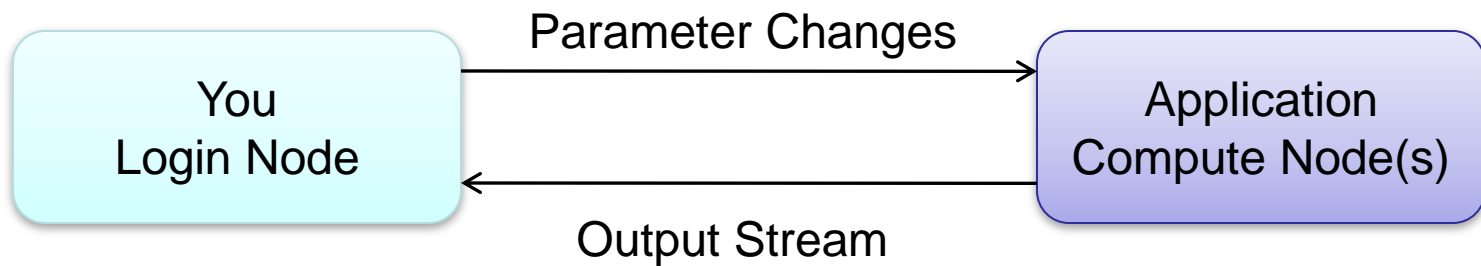 Parameter Changes
You
Login Node
Application
Compute Node(s)
Output Stream